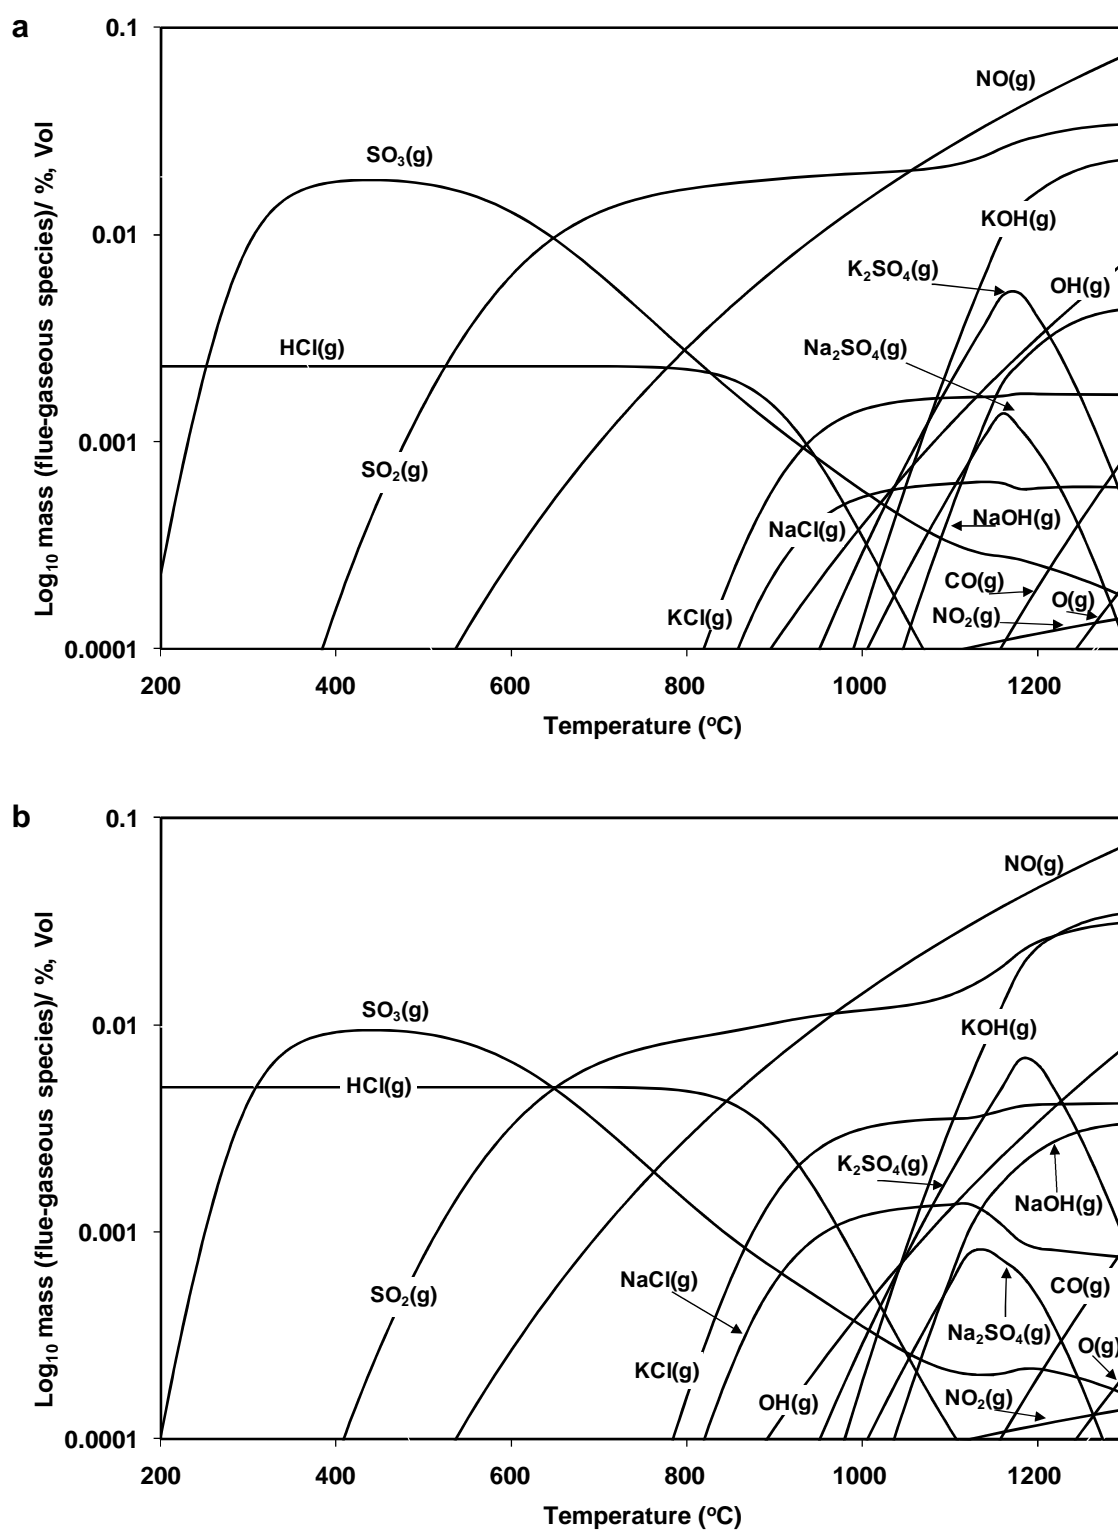 a
0.1
0.01
0.001
0.0001
Log₁₀ mass (flue-gaseous species)/ %, Vol
NO(g)
SO₃(g)
KOH(g)
K₂SO₄(g)
OH(g)
HCl(g)
Na₂SO₄(g)
SO₂(g)
NaCl(g)
NaOH(g)
CO(g)
O(g)
KCl(g)
NO₂(g)
200 400 600 800 1000 1200
Temperature (ºC)
b
0.1
0.01
0.001
0.0001
Log₁₀ mass (flue-gaseous species)/ %, Vol
NO(g)
SO₃(g)
KOH(g)
HCl(g)
K₂SO₄(g)
NaOH(g)
NaCl(g)
CO(g)
SO₂(g)
Na₂SO₄(g)
O(g)
KCl(g)
OH(g)
NO₂(g)
200 400 600 800 1000 1200
Temperature (ºC)